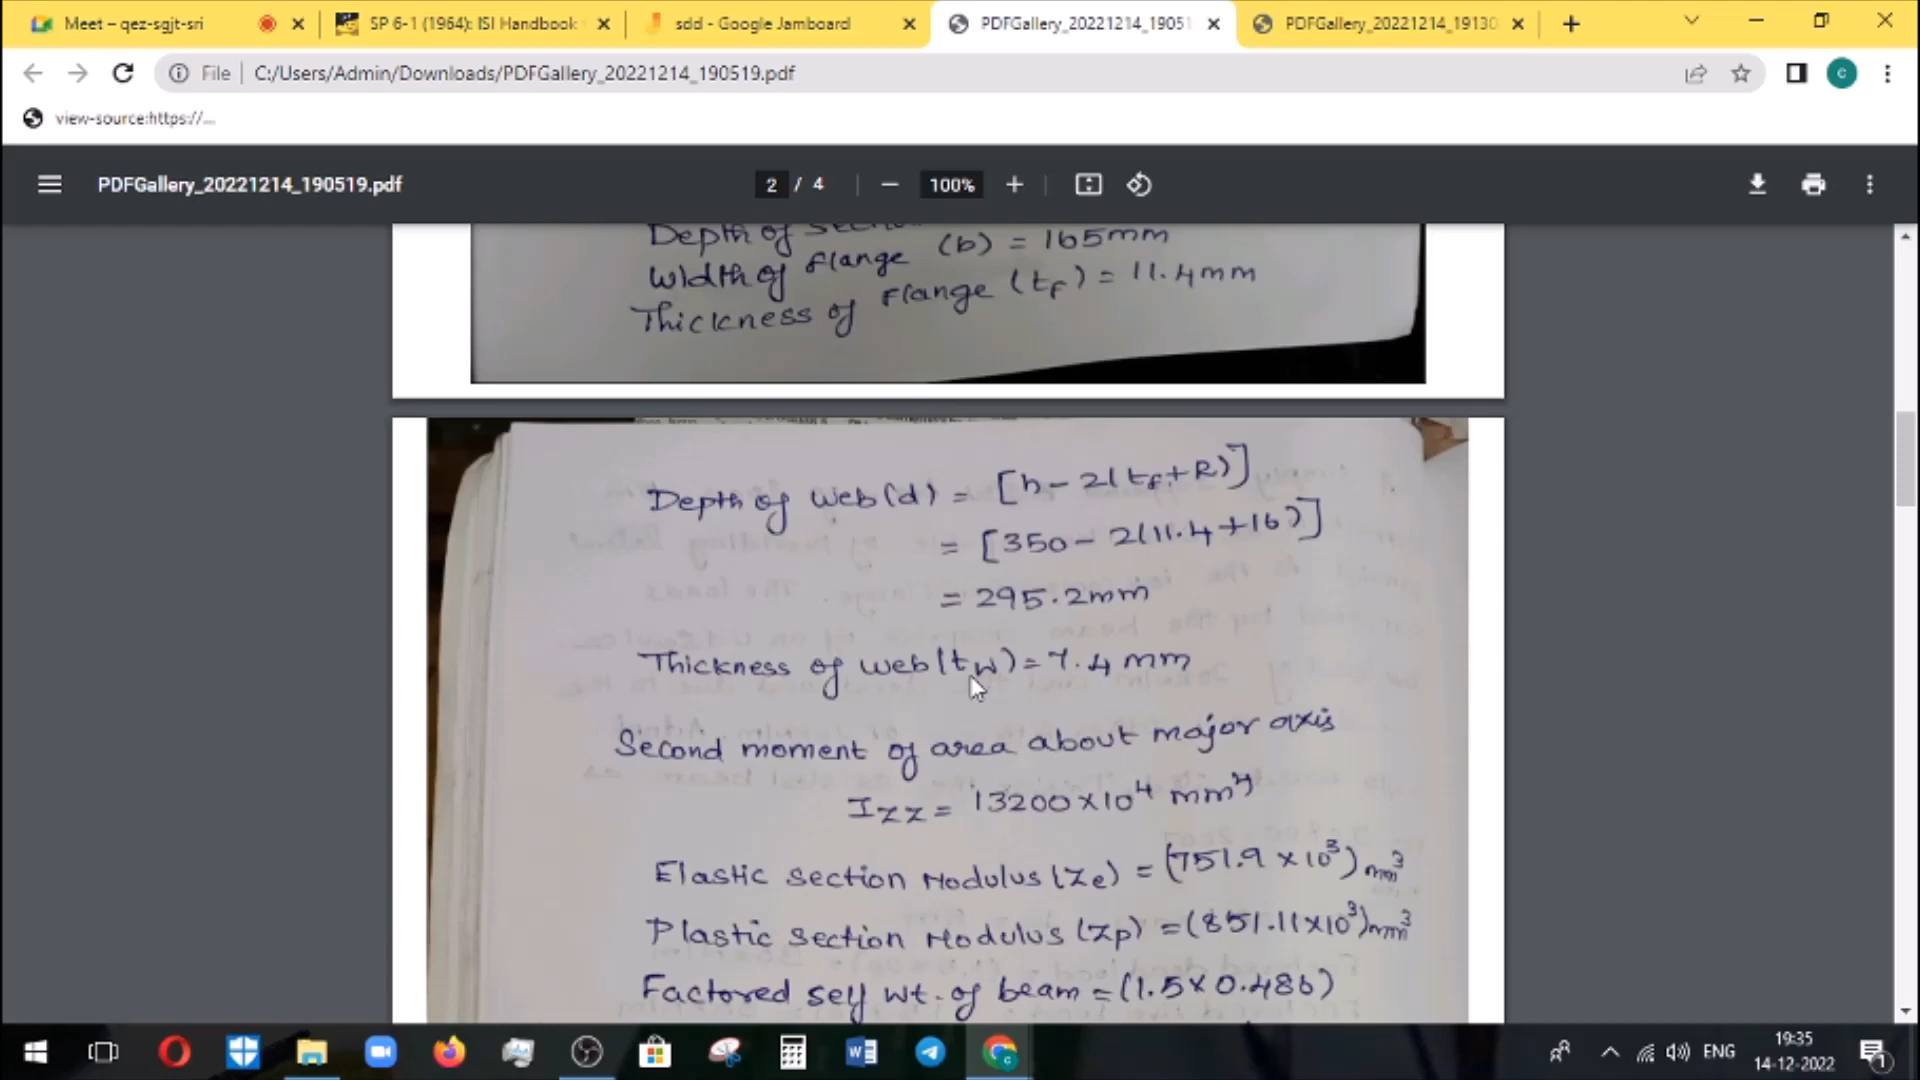 Meet – qez-sgjt-sri
SP 6-1 (1964): ISI Handbook
sdd - Google Jamboard
PDFGallery_20221214_19051
PDFGallery_20221214_19130
File
C:/Users/Admin/Downloads/PDFGallery_20221214_190519.pdf
view-source:https://...
PDFGallery_20221214_190519.pdf
2 / 4
100%
Depth of
Width of flange (b) = 165mm
Thickness of flange (tf) = 11.4mm
Depth of web(d) = [h - 2(tf + R)]
= [350 - 2(11.4+16)]
= 295.2mm
Thickness of web(tw) = 7.4 mm
Second moment of area about major axis
Izz = 13200×10⁴ mm⁴
Elastic section Modulus (Ze) = (751.9 × 10³) mm³
Plastic section Modulus (Zp) = (851.11×10³)mm³
Factored self wt. of beam = (1.5×0.486)
ENG
19:35
14-12-2022
1